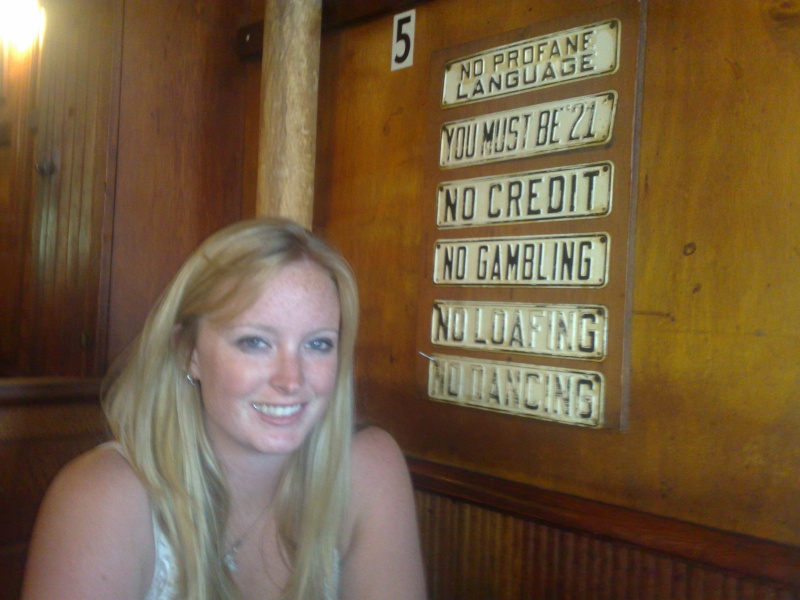 5
NO PROFANE
LANGUAGE
YOU MUST BE 21
NO CREDIT
NO GAMBLING
NO LOAFING
NO DANCING